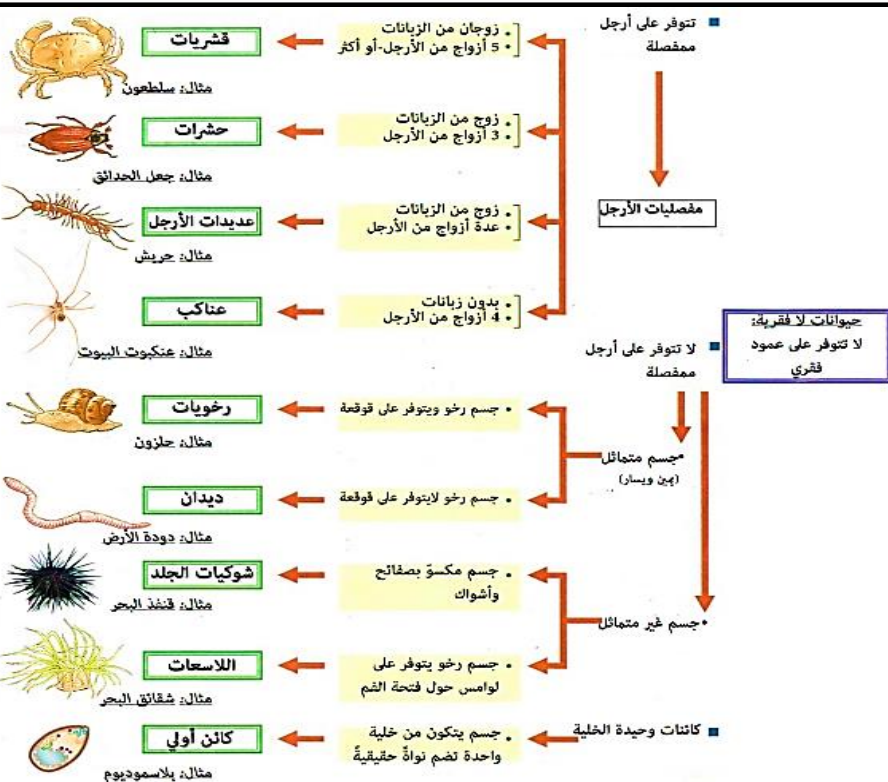 حيوانات لا فقرية:
لا تتوفر على عمود
فقري
تتوفر على أرجل
ممفصلة
مفصليات الأرجل
• زوجان من الزبانات
• 5 أزواج من الأرجل-أو أكثر
قشريات
مثال: سلطعون
• زوج من الزبانات
• 3 أزواج من الأرجل
حشرات
مثال: جعل الحدائق
• زوج من الزبانات
• عدة أزواج من الأرجل
عديدات الأرجل
مثال: حريش
• بدون زبانات
• 4 أزواج من الأرجل
عناكب
مثال: عنكبوت البيوت
لا تتوفر على أرجل
ممفصلة
•جسم متماثل
(يمين ويسار)
• جسم رخو ويتوفر على قوقعة
رخويات
مثال: حلزون
• جسم رخو لايتوفر على قوقعة
ديدان
مثال: دودة الأرض
•جسم غير متماثل
• جسم مكسوّ بصفائح
وأشواك
شوكيات الجلد
مثال: قنفذ البحر
• جسم رخو يتوفر على
لوامس حول فتحة الفم
اللاسعات
مثال: شقائق البحر
كائنات وحيدة الخلية
• جسم يتكون من خلية
واحدة تضم نواةً حقيقيةً
كائن أولي
مثال: بلاسموديوم